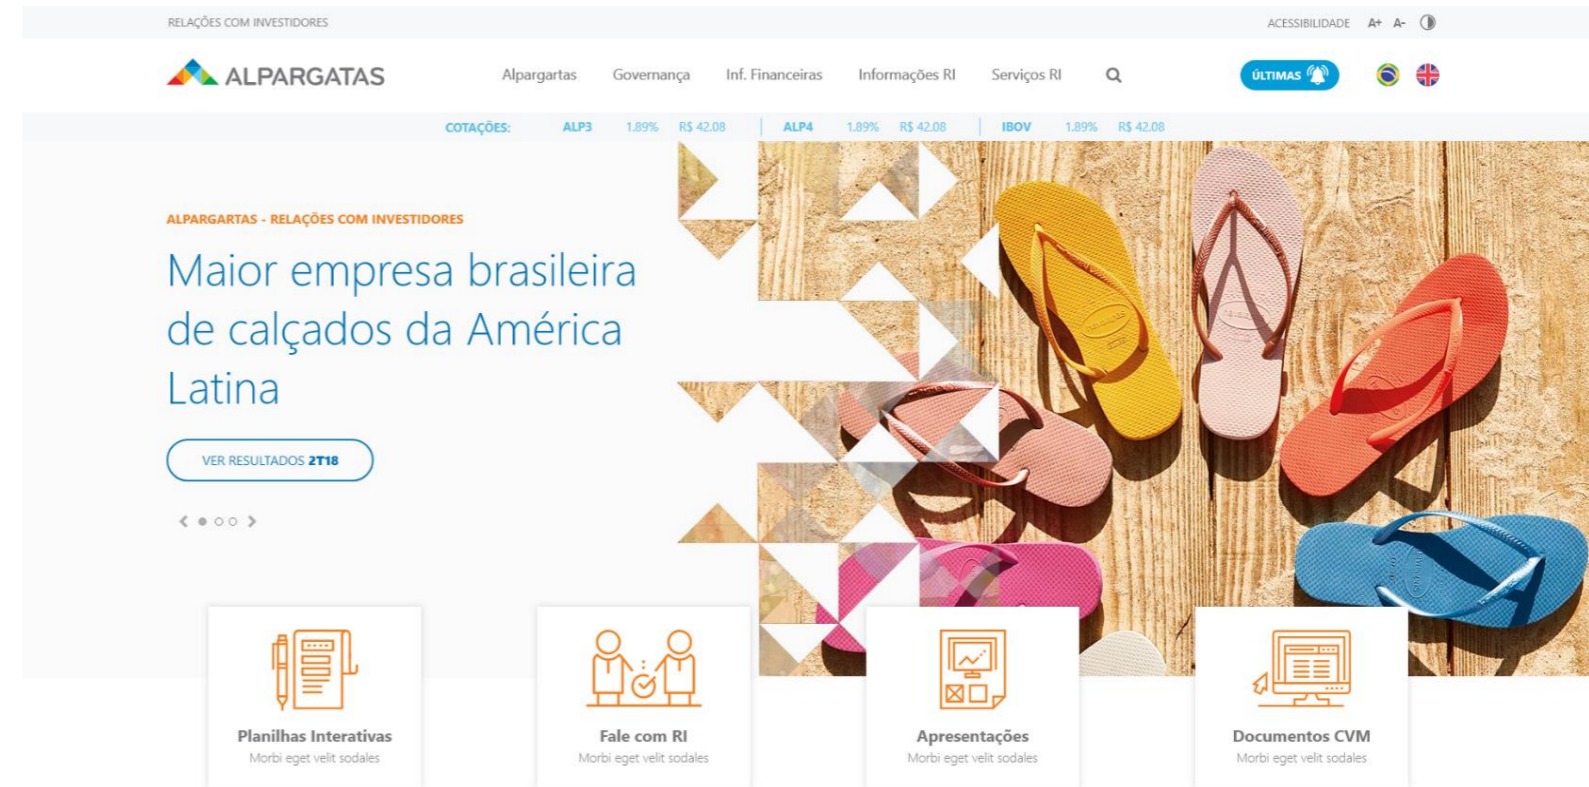 RELAÇÕES COM INVESTIDORES
ACESSIBILIDADE A+ A-
ALPARGATAS
Alpargartas Governança Inf. Financeiras Informações RI Serviços RI
ÚLTIMAS
COTAÇÕES: ALP3 1.89% R$ 42.08 ALP4 1.89% R$ 42.08 IBOV 1.89% R$ 42.08
ALPARGARTAS - RELAÇÕES COM INVESTIDORES
Maior empresa brasileira
de calçados da América
Latina
VER RESULTADOS 2T18
Planilhas Interativas
Morbi eget velit sodales
Fale com RI
Morbi eget velit sodales
Apresentações
Morbi eget velit sodales
Documentos CVM
Morbi eget velit sodales